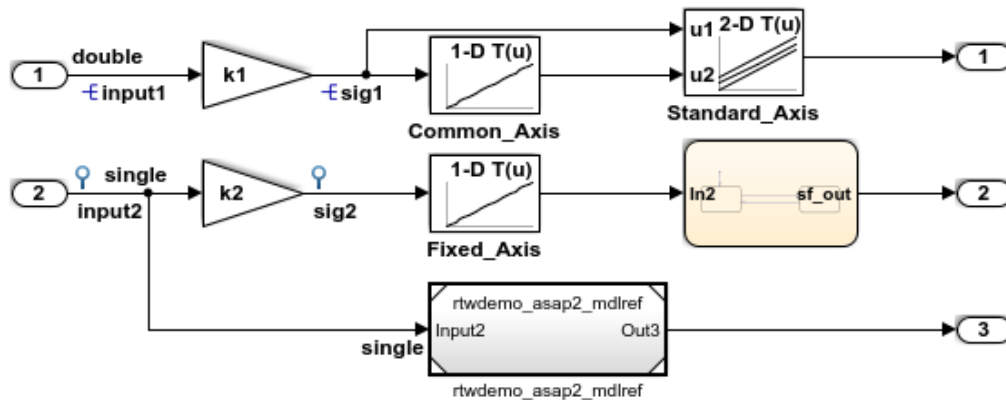 double
1
input1
k1
sig1
1-D T(u)
Common_Axis
u1 2-D T(u)
u2
Standard_Axis
1
2
single
input2
k2
sig2
1-D T(u)
Fixed_Axis
In2
sf_out
2
rtwdemo_asap2_mdlref
Input2
Out3
single
rtwdemo_asap2_mdlref
3